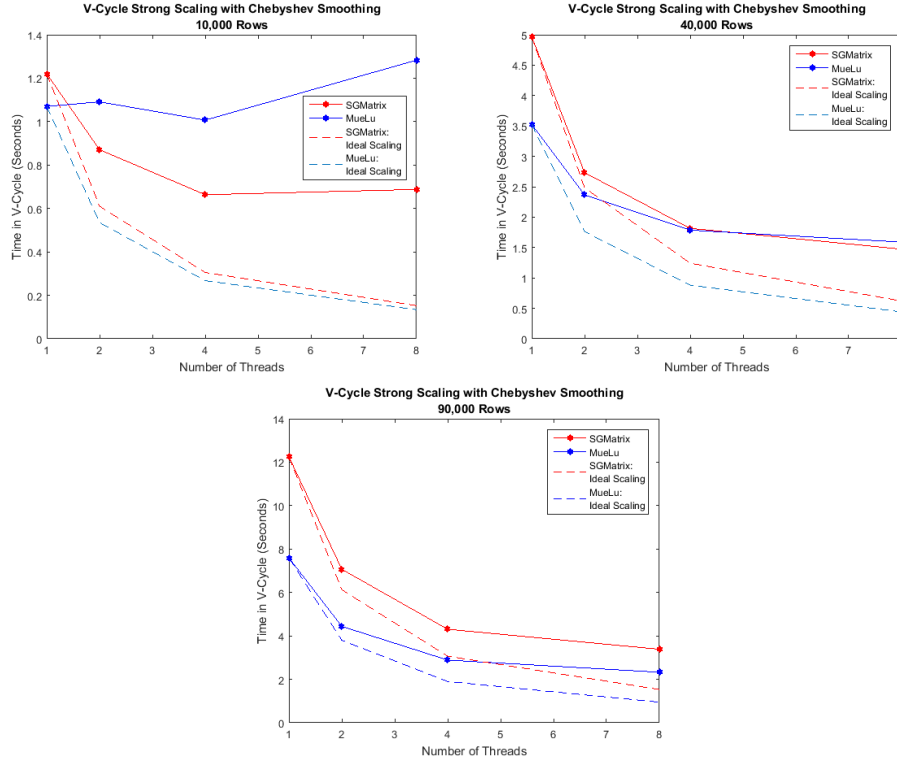 V-Cycle Strong Scaling with Chebyshev Smoothing
10,000 Rows
1.4
1.2
1
0.8
0.6
0.4
0.2
0
Time in V-Cycle (Seconds)
1 2 3 4 5 6 7 8
Number of Threads
SGMatrix
MueLu
SGMatrix:
Ideal Scaling
MueLu:
Ideal Scaling
V-Cycle Strong Scaling with Chebyshev Smoothing
40,000 Rows
5
4.5
4
3.5
3
2.5
2
1.5
1
0.5
0
Time in V-Cycle (Seconds)
1 2 3 4 5 6 7
Number of Threads
SGMatrix
MueLu
SGMatrix:
Ideal Scaling
MueLu:
Ideal Scaling
V-Cycle Strong Scaling with Chebyshev Smoothing
90,000 Rows
14
12
10
8
6
4
2
0
Time in V-Cycle (Seconds)
1 2 3 4 5 6 7 8
Number of Threads
SGMatrix
MueLu
SGMatrix:
Ideal Scaling
MueLu:
Ideal Scaling